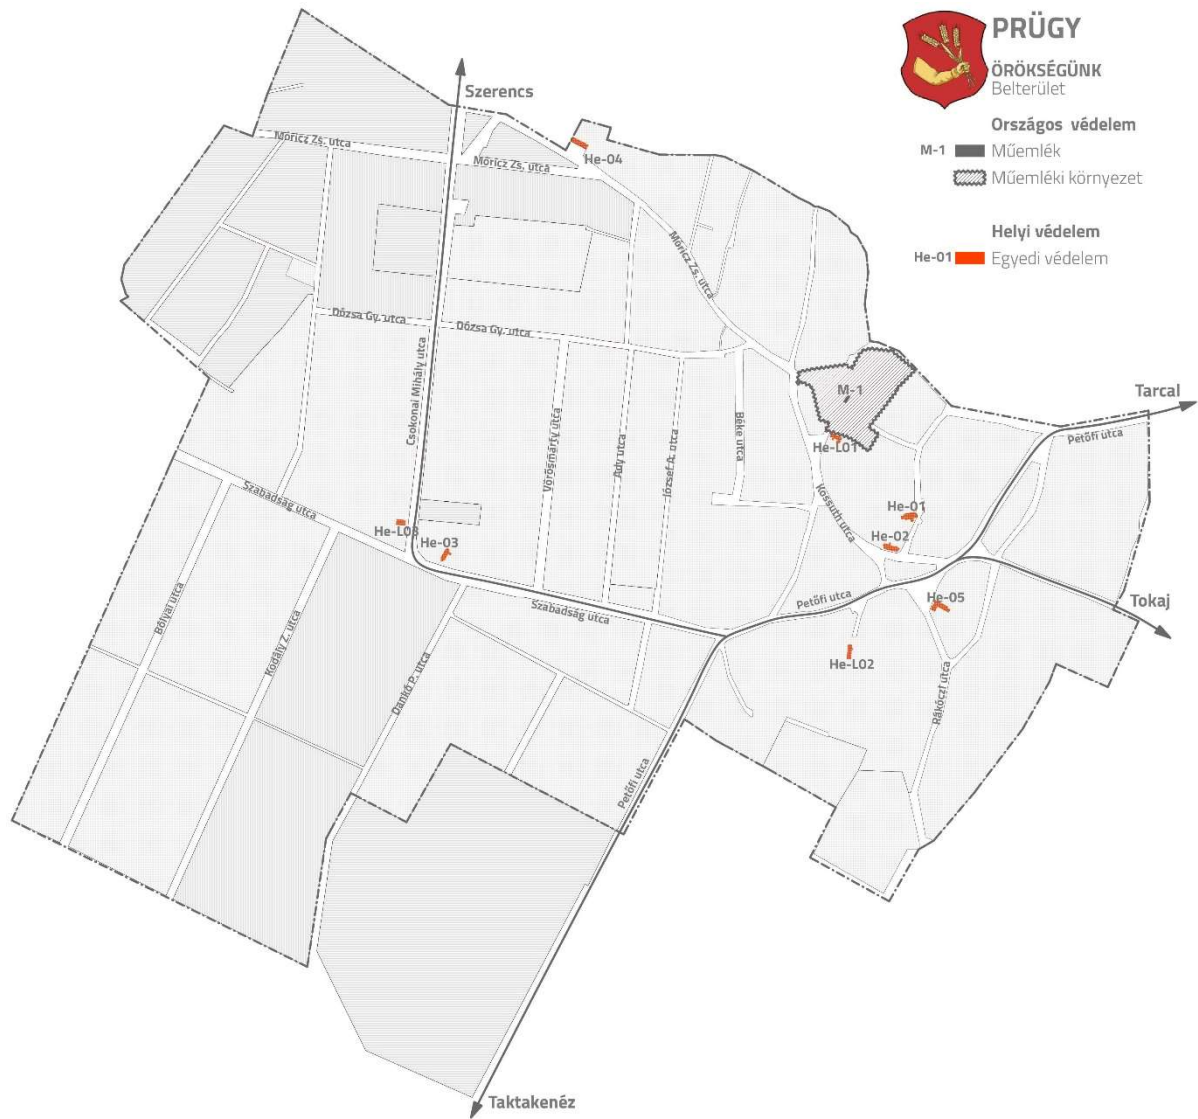 PRÜGY
ÖRÖKSÉGÜNK
Belterület
Országos védelem
M-1 Műemlék
Műemléki környezet
Helyi védelem
He-01 Egyedi védelem
Szerencs
Móricz Zs. utca
Móricz Zs. utca
He-04
Móricz Zs. utca
Dózsa Gy. utca
Dózsa Gy. utca
Csokonai Mihály utca
M-1
Tarcal
Petőfi utca
Vörösmárty utca
Ady utca
József A. utca
Béke utca
He-L01
Kossuth utca
Szabadság utca
He-L03
He-03
He-01
He-02
Bólyai utca
Kodály Z. utca
Dankó P. utca
Szabadság utca
Petőfi utca
He-05
Tokaj
He-L02
Rákóczi utca
Petőfi utca
Taktakenéz